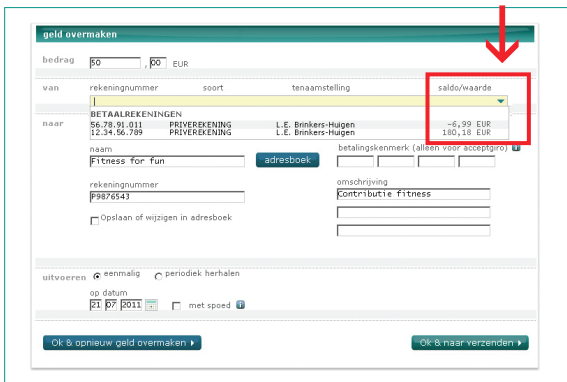 geld overmaken
bedrag 50 , 00 EUR
van rekeningnummer soort tenaamstelling saldo/waarde
BETAALREKENINGEN
56.78.91.011 PRIVEREKENING L.E. Brinkers-Huigen -6,99 EUR
12.34.56.789 PRIVEREKENING L.E. Brinkers-Huigen 180,18 EUR
naar
naam betalingskenmerk (alleen voor acceptgiro)
Fitness for fun adresboek
rekeningnummer omschrijving
P9876543 Contributie fitness
Opslaan of wijzigen in adresboek
uitvoeren eenmalig periodiek herhalen
op datum
21 07 2011 met spoed
Ok & opnieuw geld overmaken Ok & naar verzenden